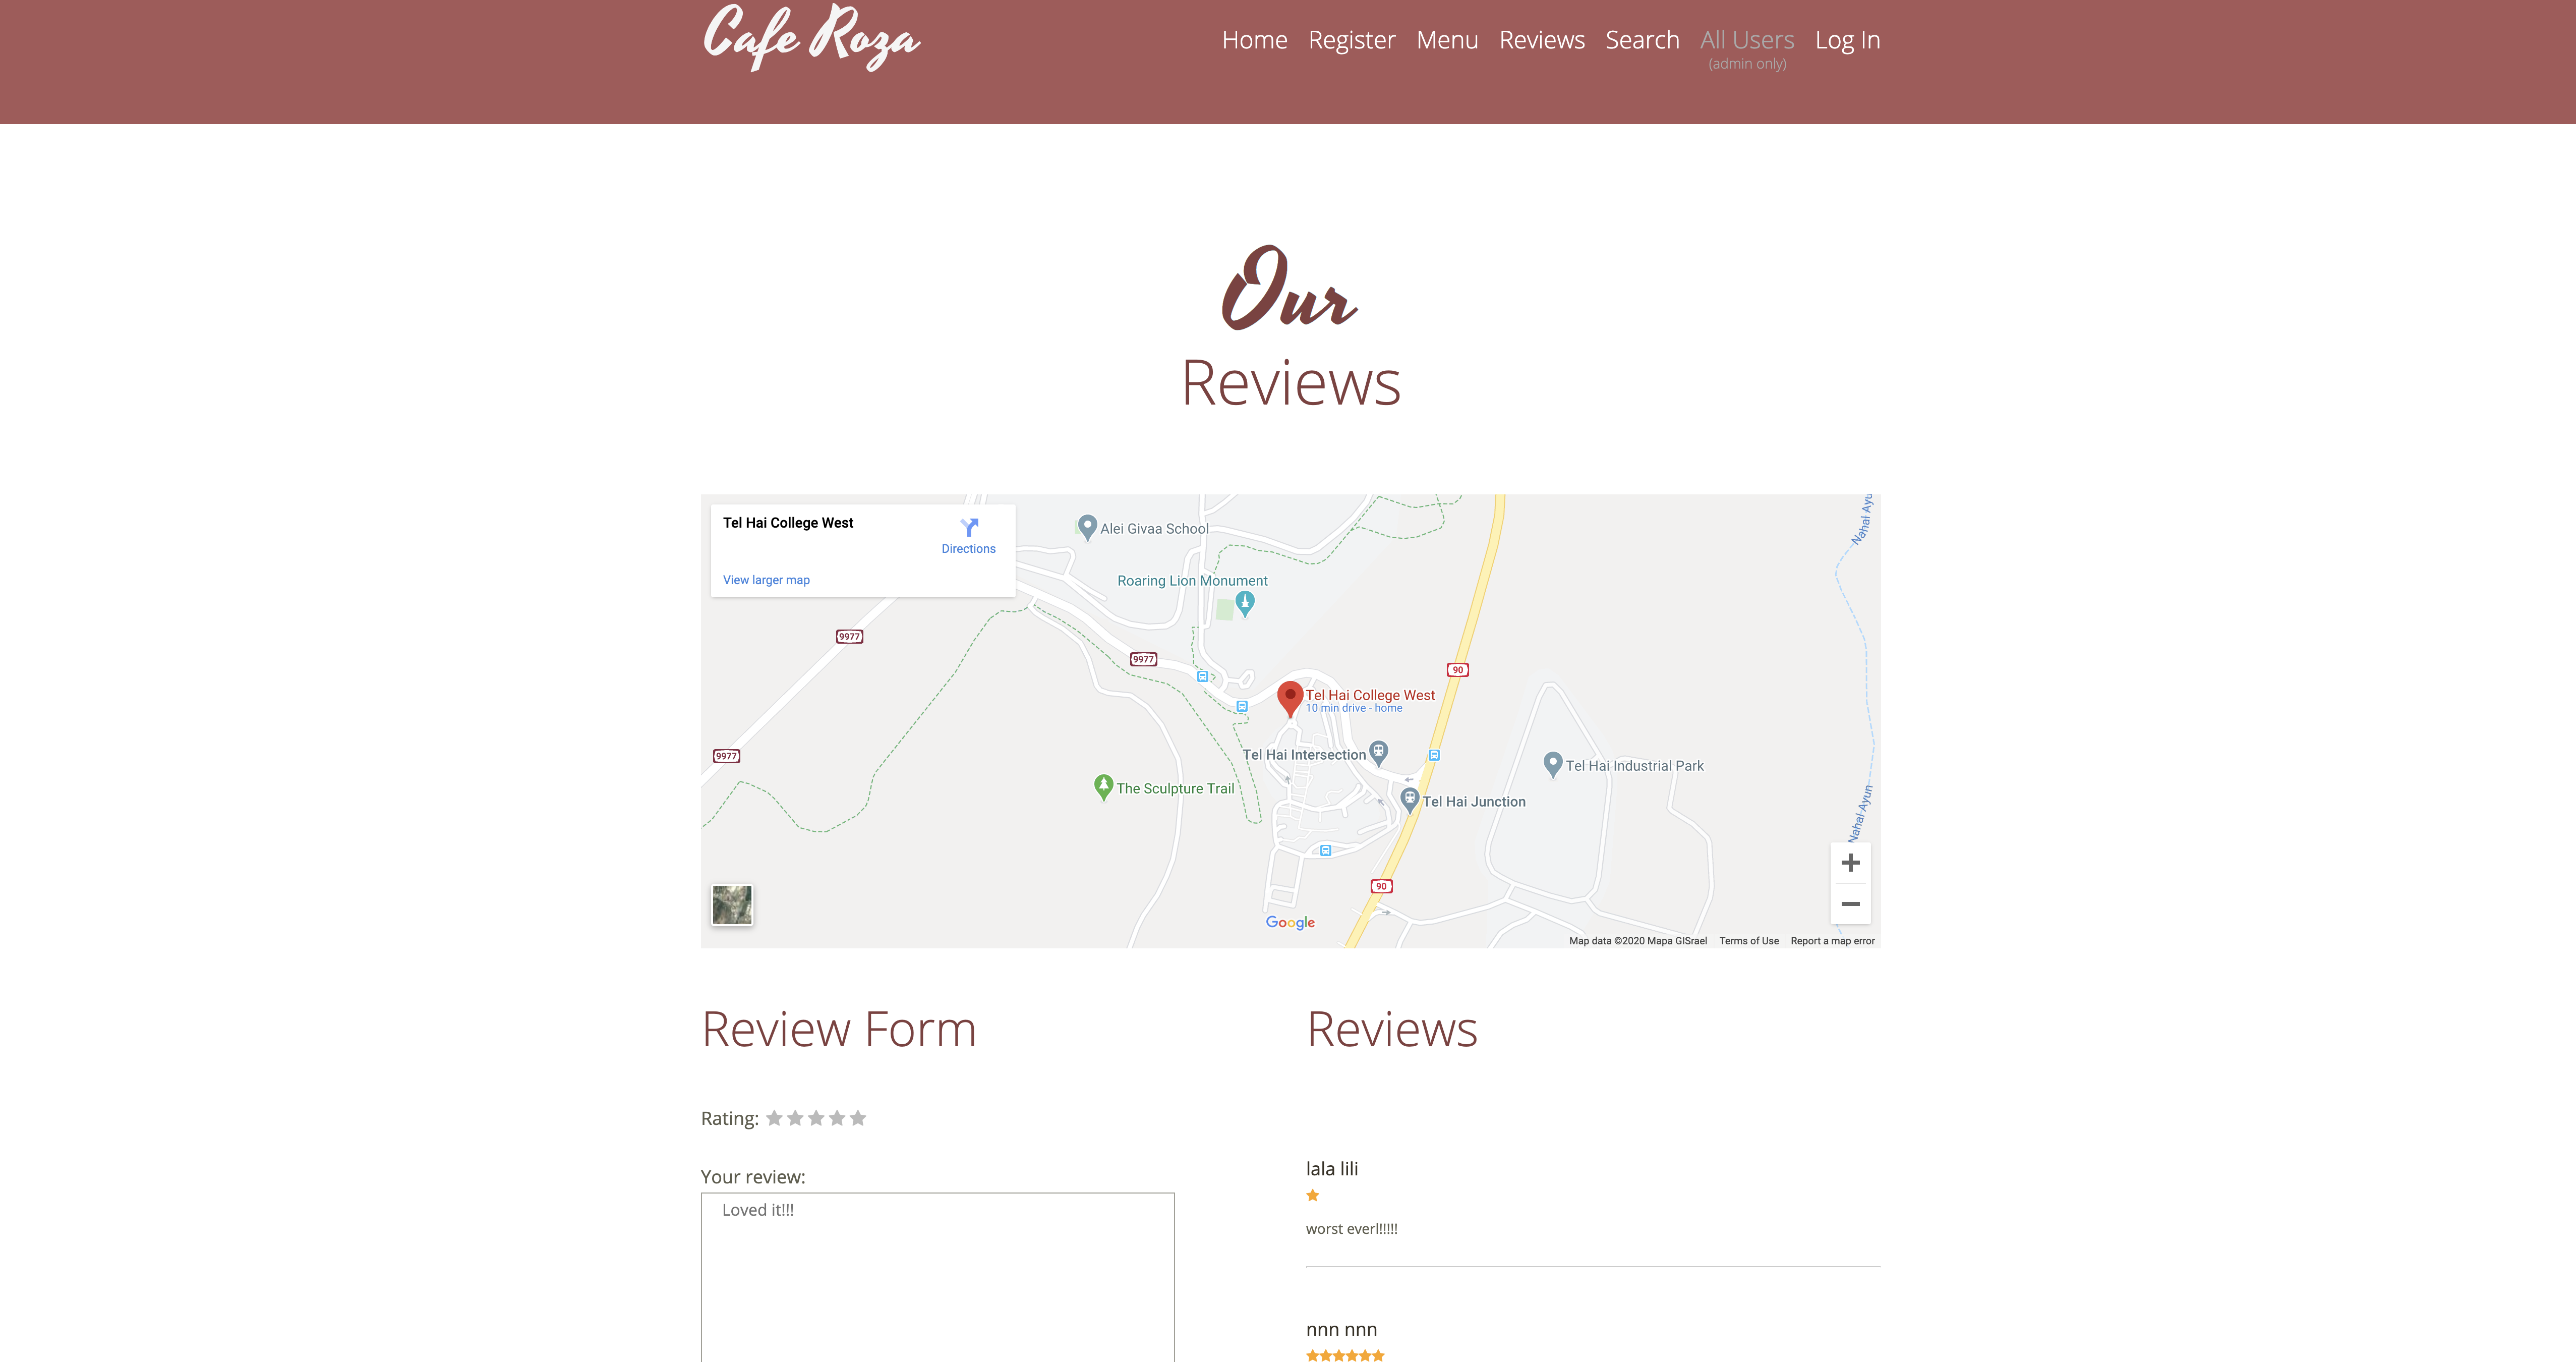 Cafe Roza
Home Register Menu Reviews Search All Users Log In
(admin only)
Our
Reviews
Tel Hai College West
Directions
View larger map
Alei Givaa School
Roaring Lion Monument
Nahal Ayu
9977
9977
90
Tel Hai College West
10 min drive - home
9977
Tel Hai Intersection
Tel Hai Industrial Park
The Sculpture Trail
Tel Hai Junction
Nahal Ayun
90
Google
Map data ©2020 Mapa GISrael Terms of Use Report a map error
Review Form
Rating:
Your review:
Loved it!!!
Reviews
lala lili
worst everl!!!!!
nnn nnn